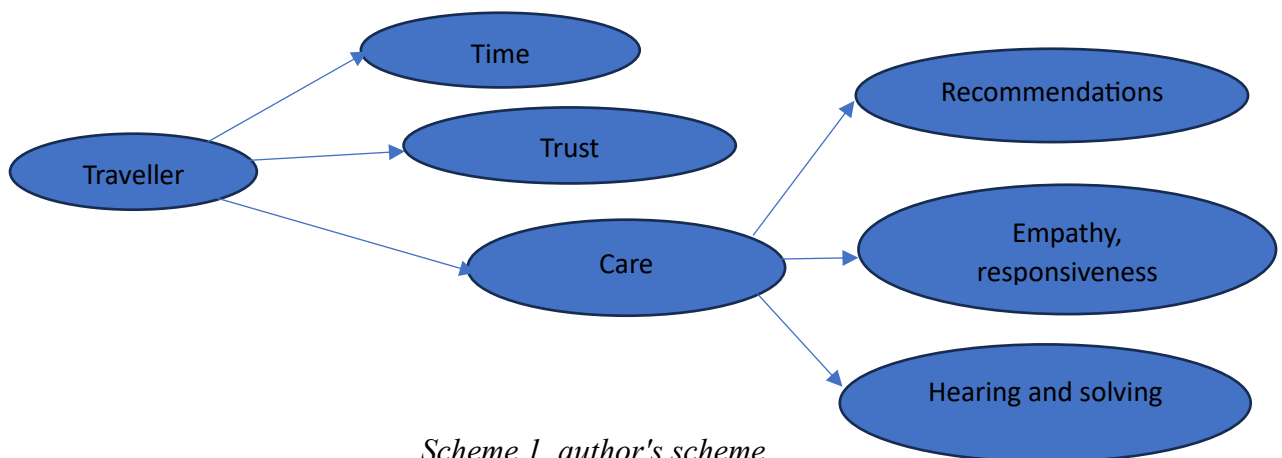 Time
Recommendations
Trust
Traveller
Empathy,
responsiveness
Care
Hearing and solving
Scheme 1. author's scheme